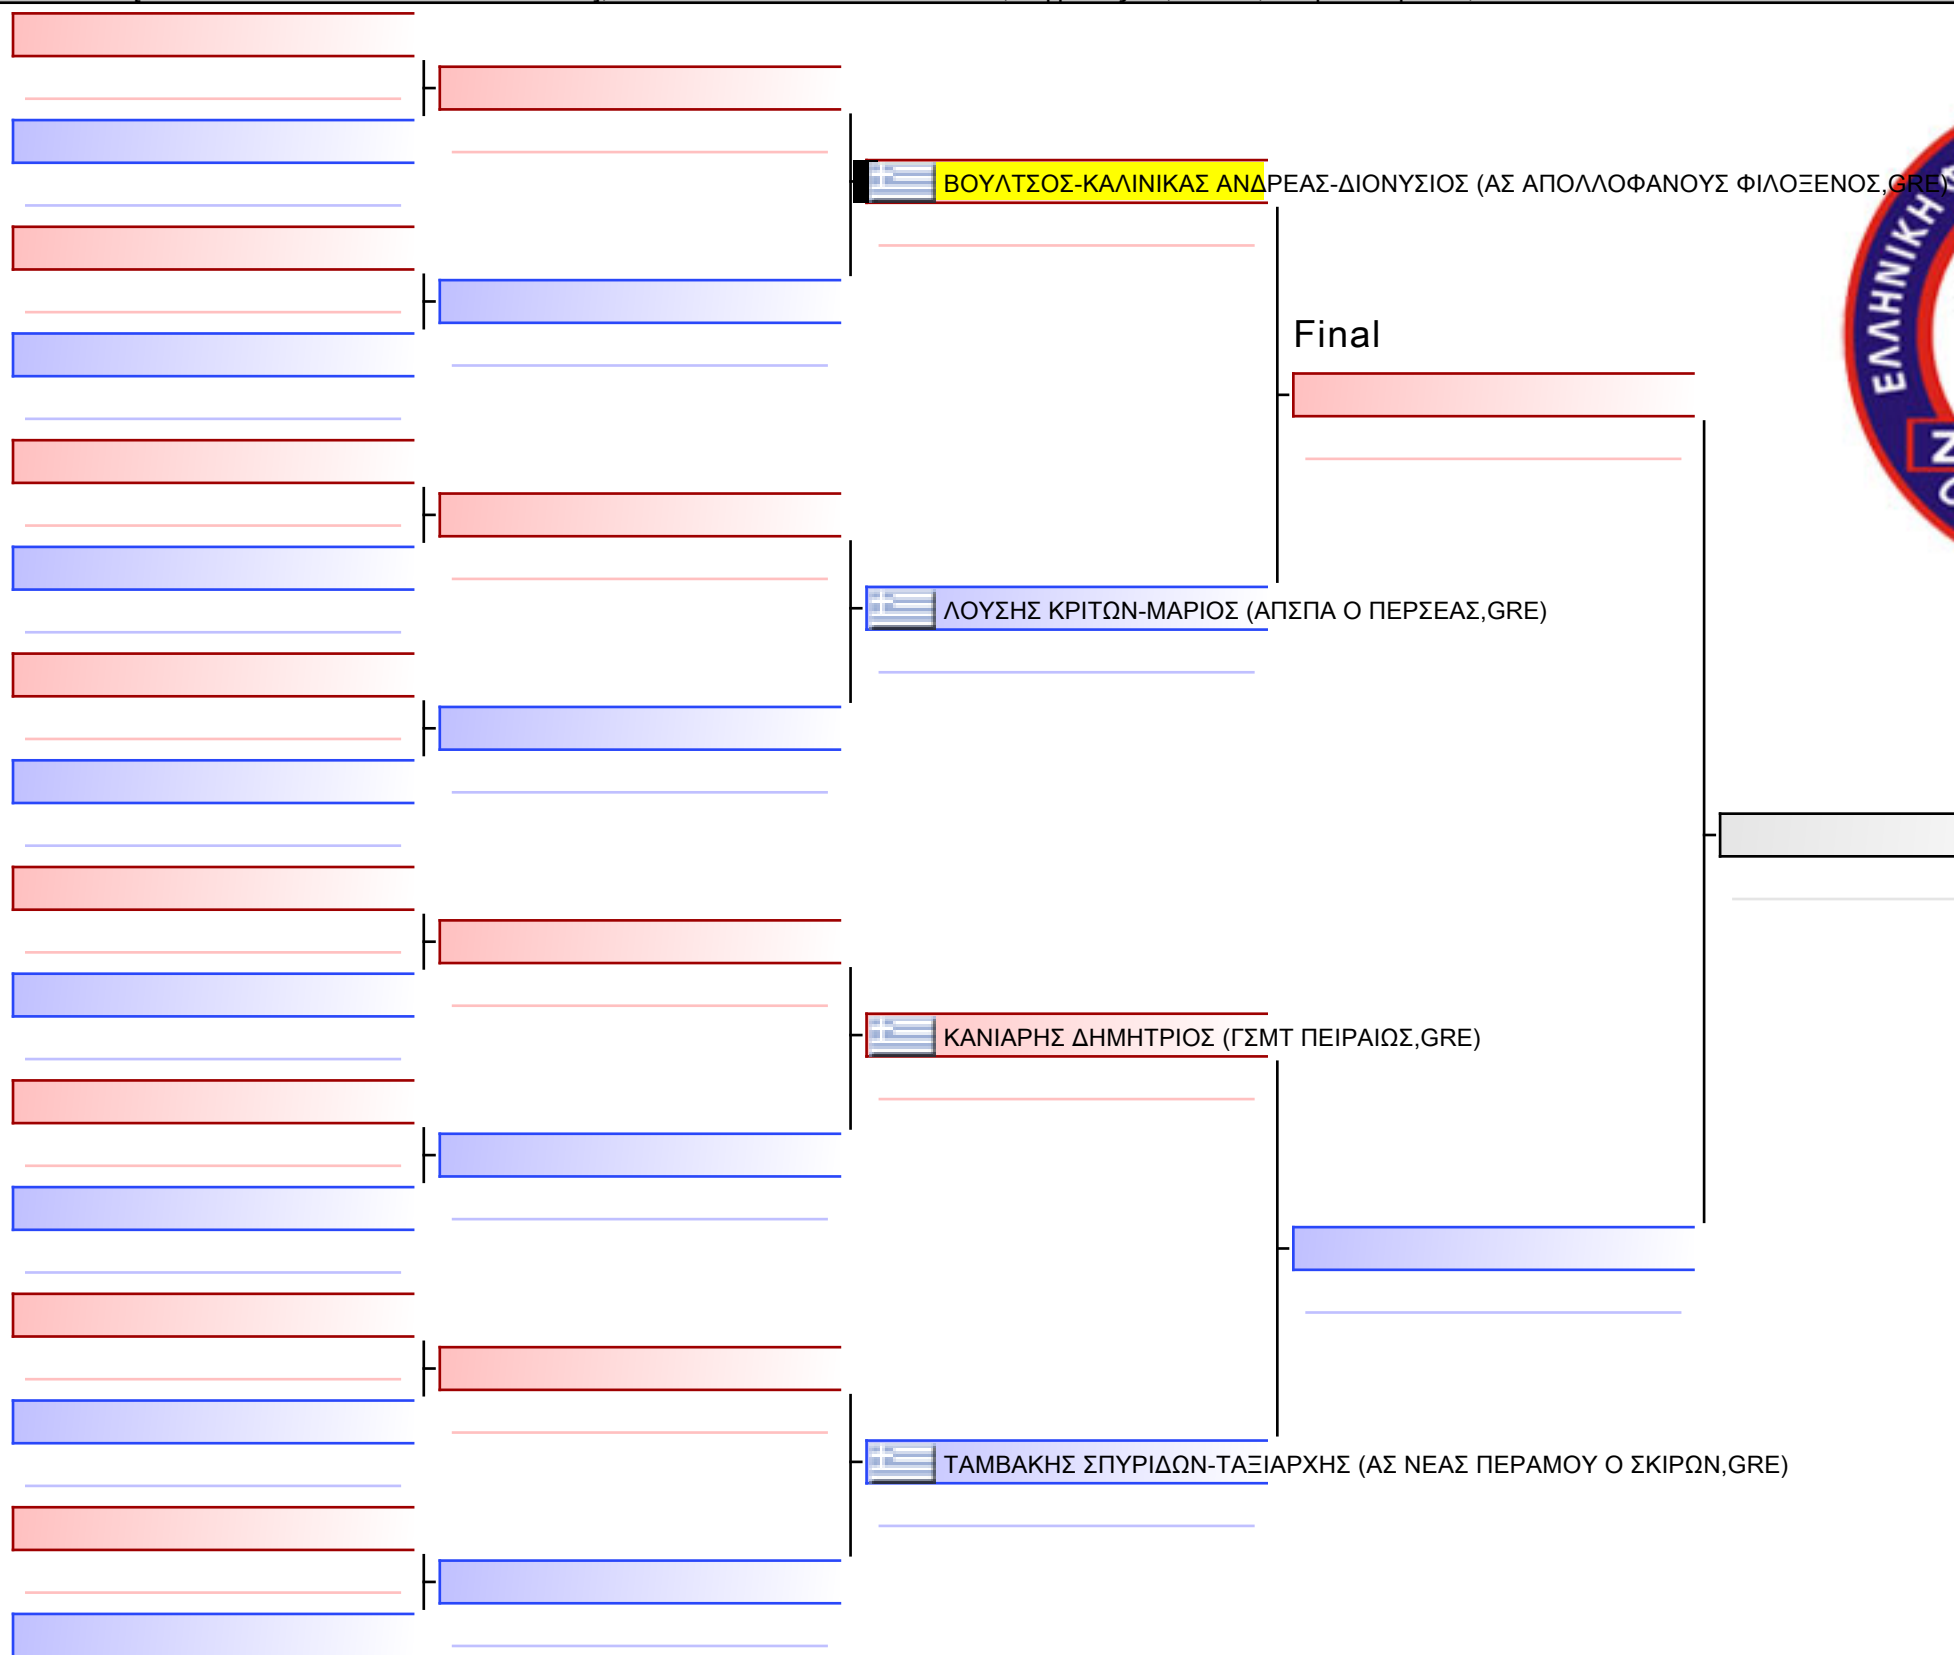 ΒΟΥΛΤΣΟΣ-ΚΑΛΙΝΙΚΑΣ ΑΝΔΡΕΑΣ-ΔΙΟΝΥΣΙΟΣ (ΑΣ ΑΠΟΛΛΟΦΑΝΟΥΣ ΦΙΛΟΞΕΝΟΣ,GRE)
ΕΛΛΗΝΙΚΗ
Final
ΛΟΥΣΗΣ ΚΡΙΤΩΝ-ΜΑΡΙΟΣ (ΑΠΣΠΑ Ο ΠΕΡΣΕΑΣ,GRE)
ΚΑΝΙΑΡΗΣ ΔΗΜΗΤΡΙΟΣ (ΓΣΜΤ ΠΕΙΡΑΙΩΣ,GRE)
ΤΑΜΒΑΚΗΣ ΣΠΥΡΙΔΩΝ-ΤΑΞΙΑΡΧΗΣ (ΑΣ ΝΕΑΣ ΠΕΡΑΜΟΥ Ο ΣΚΙΡΩΝ,GRE)